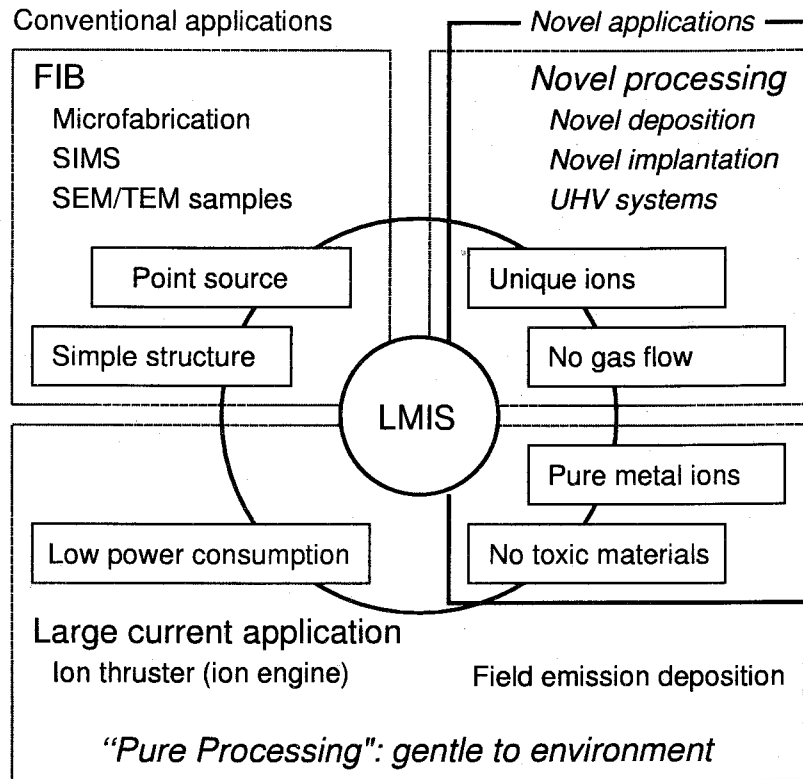 Conventional applications
Novel applications
FIB
Microfabrication
SIMS
SEM/TEM samples
Novel processing
Novel deposition
Novel implantation
UHV systems
Point source
Unique ions
Simple structure
No gas flow
LMIS
Pure metal ions
Low power consumption
No toxic materials
Large current application
Ion thruster (ion engine)
Field emission deposition
“Pure Processing": gentle to environment